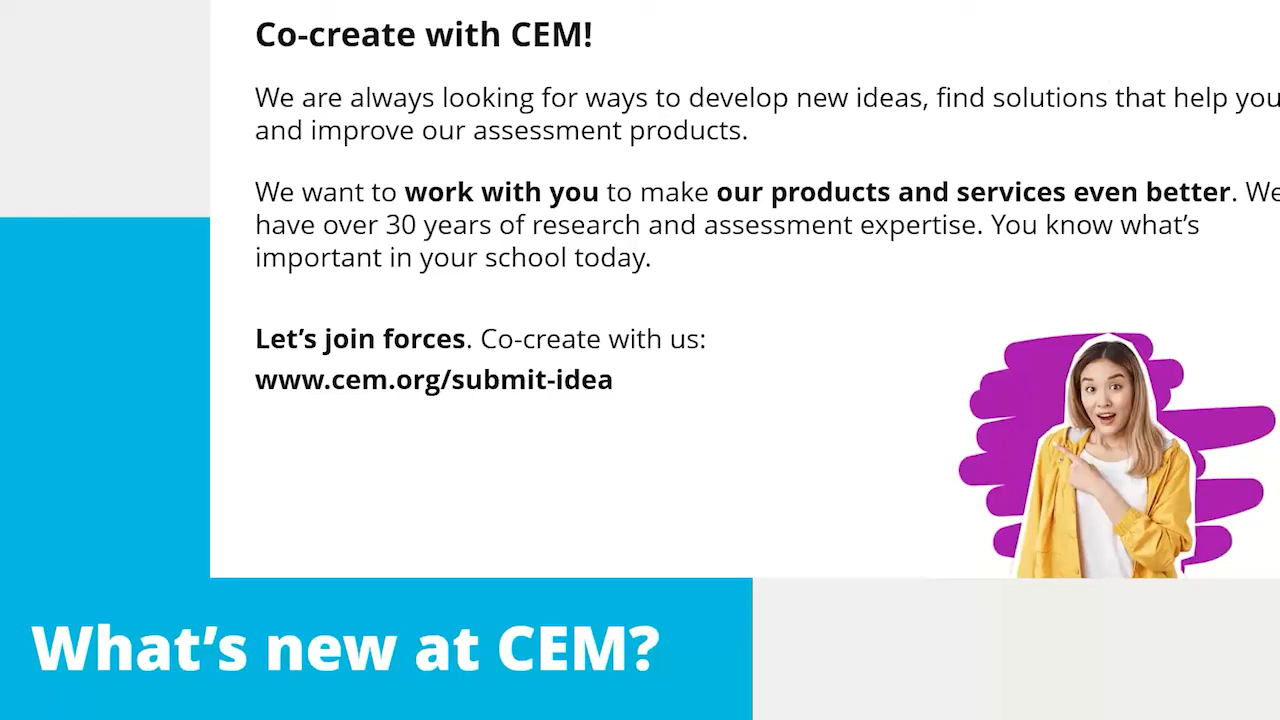 Co-create with CEM!
We are always looking for ways to develop new ideas, find solutions that help you
and improve our assessment products.
We want to work with you to make our products and services even better. We
have over 30 years of research and assessment expertise. You know what’s
important in your school today.
Let’s join forces. Co-create with us:
www.cem.org/submit-idea
What’s new at CEM?